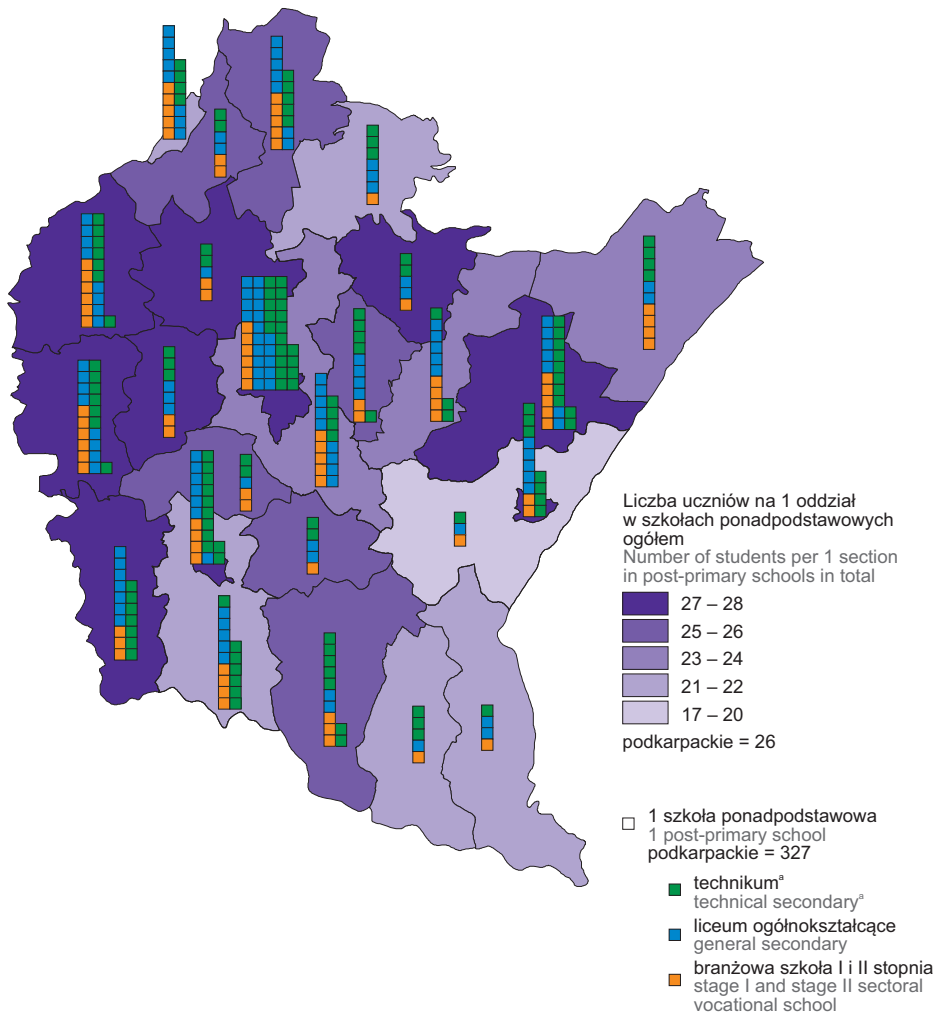 Liczba uczniów na 1 oddział
w szkołach ponadpodstawowych
ogółem
Number of students per 1 section
in post-primary schools in total
27 – 28
25 – 26
23 – 24
21 – 22
17 – 20
podkarpackie = 26
1 szkoła ponadpodstawowa
1 post-primary school
podkarpackie = 327
technikumª
technical secondaryª
liceum ogólnokształcące
general secondary
branżowa szkoła I i II stopnia
stage I and stage II sectoral
vocational school